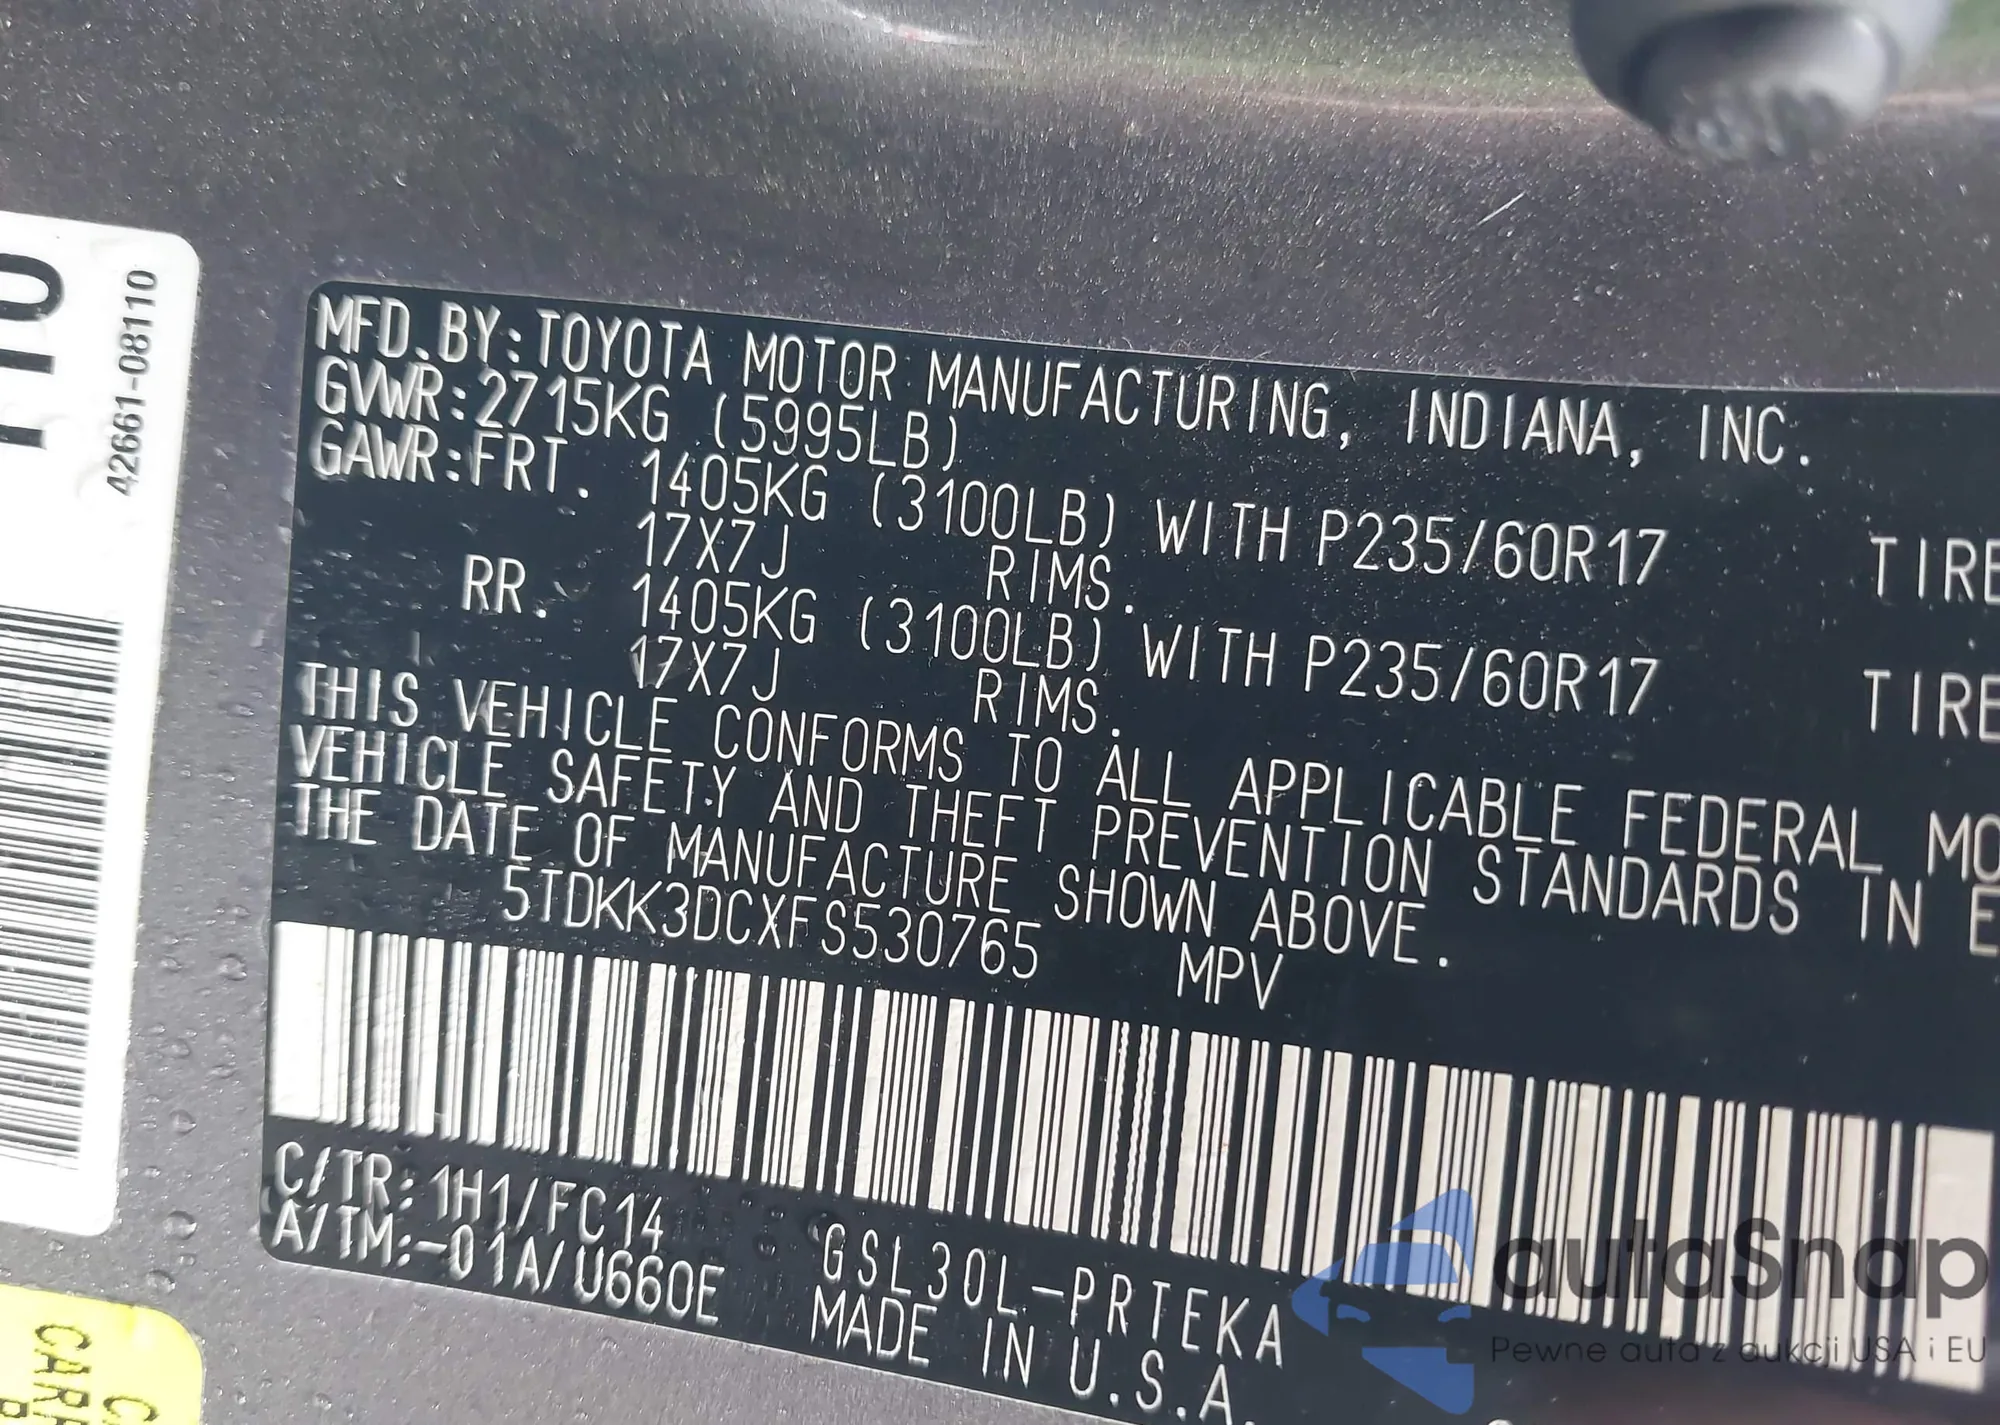 42661-08110
MFD.BY:TOYOTA MOTOR MANUFACTURING, INDIANA, INC.
GVWR:2715KG (5995LB)
GAWR:FRT. 1405KG (3100LB) WITH P235/60R17 TIRE
17X7J RIMS.
RR. 1405KG (3100LB) WITH P235/60R17 TIRE
17X7J RIMS.
THIS VEHICLE CONFORMS TO ALL APPLICABLE FEDERAL MO
VEHICLE SAFETY AND THEFT PREVENTION STANDARDS IN E
THE DATE OF MANUFACTURE SHOWN ABOVE.
5TDKK3DCXFS530765 MPV
C/TR:1H1/FC14
A/TM:-01A/U660E
GSL30L-PRTEKA
MADE IN U.S.A.
autaSnap
Pewne auta z aukcji USA i EU